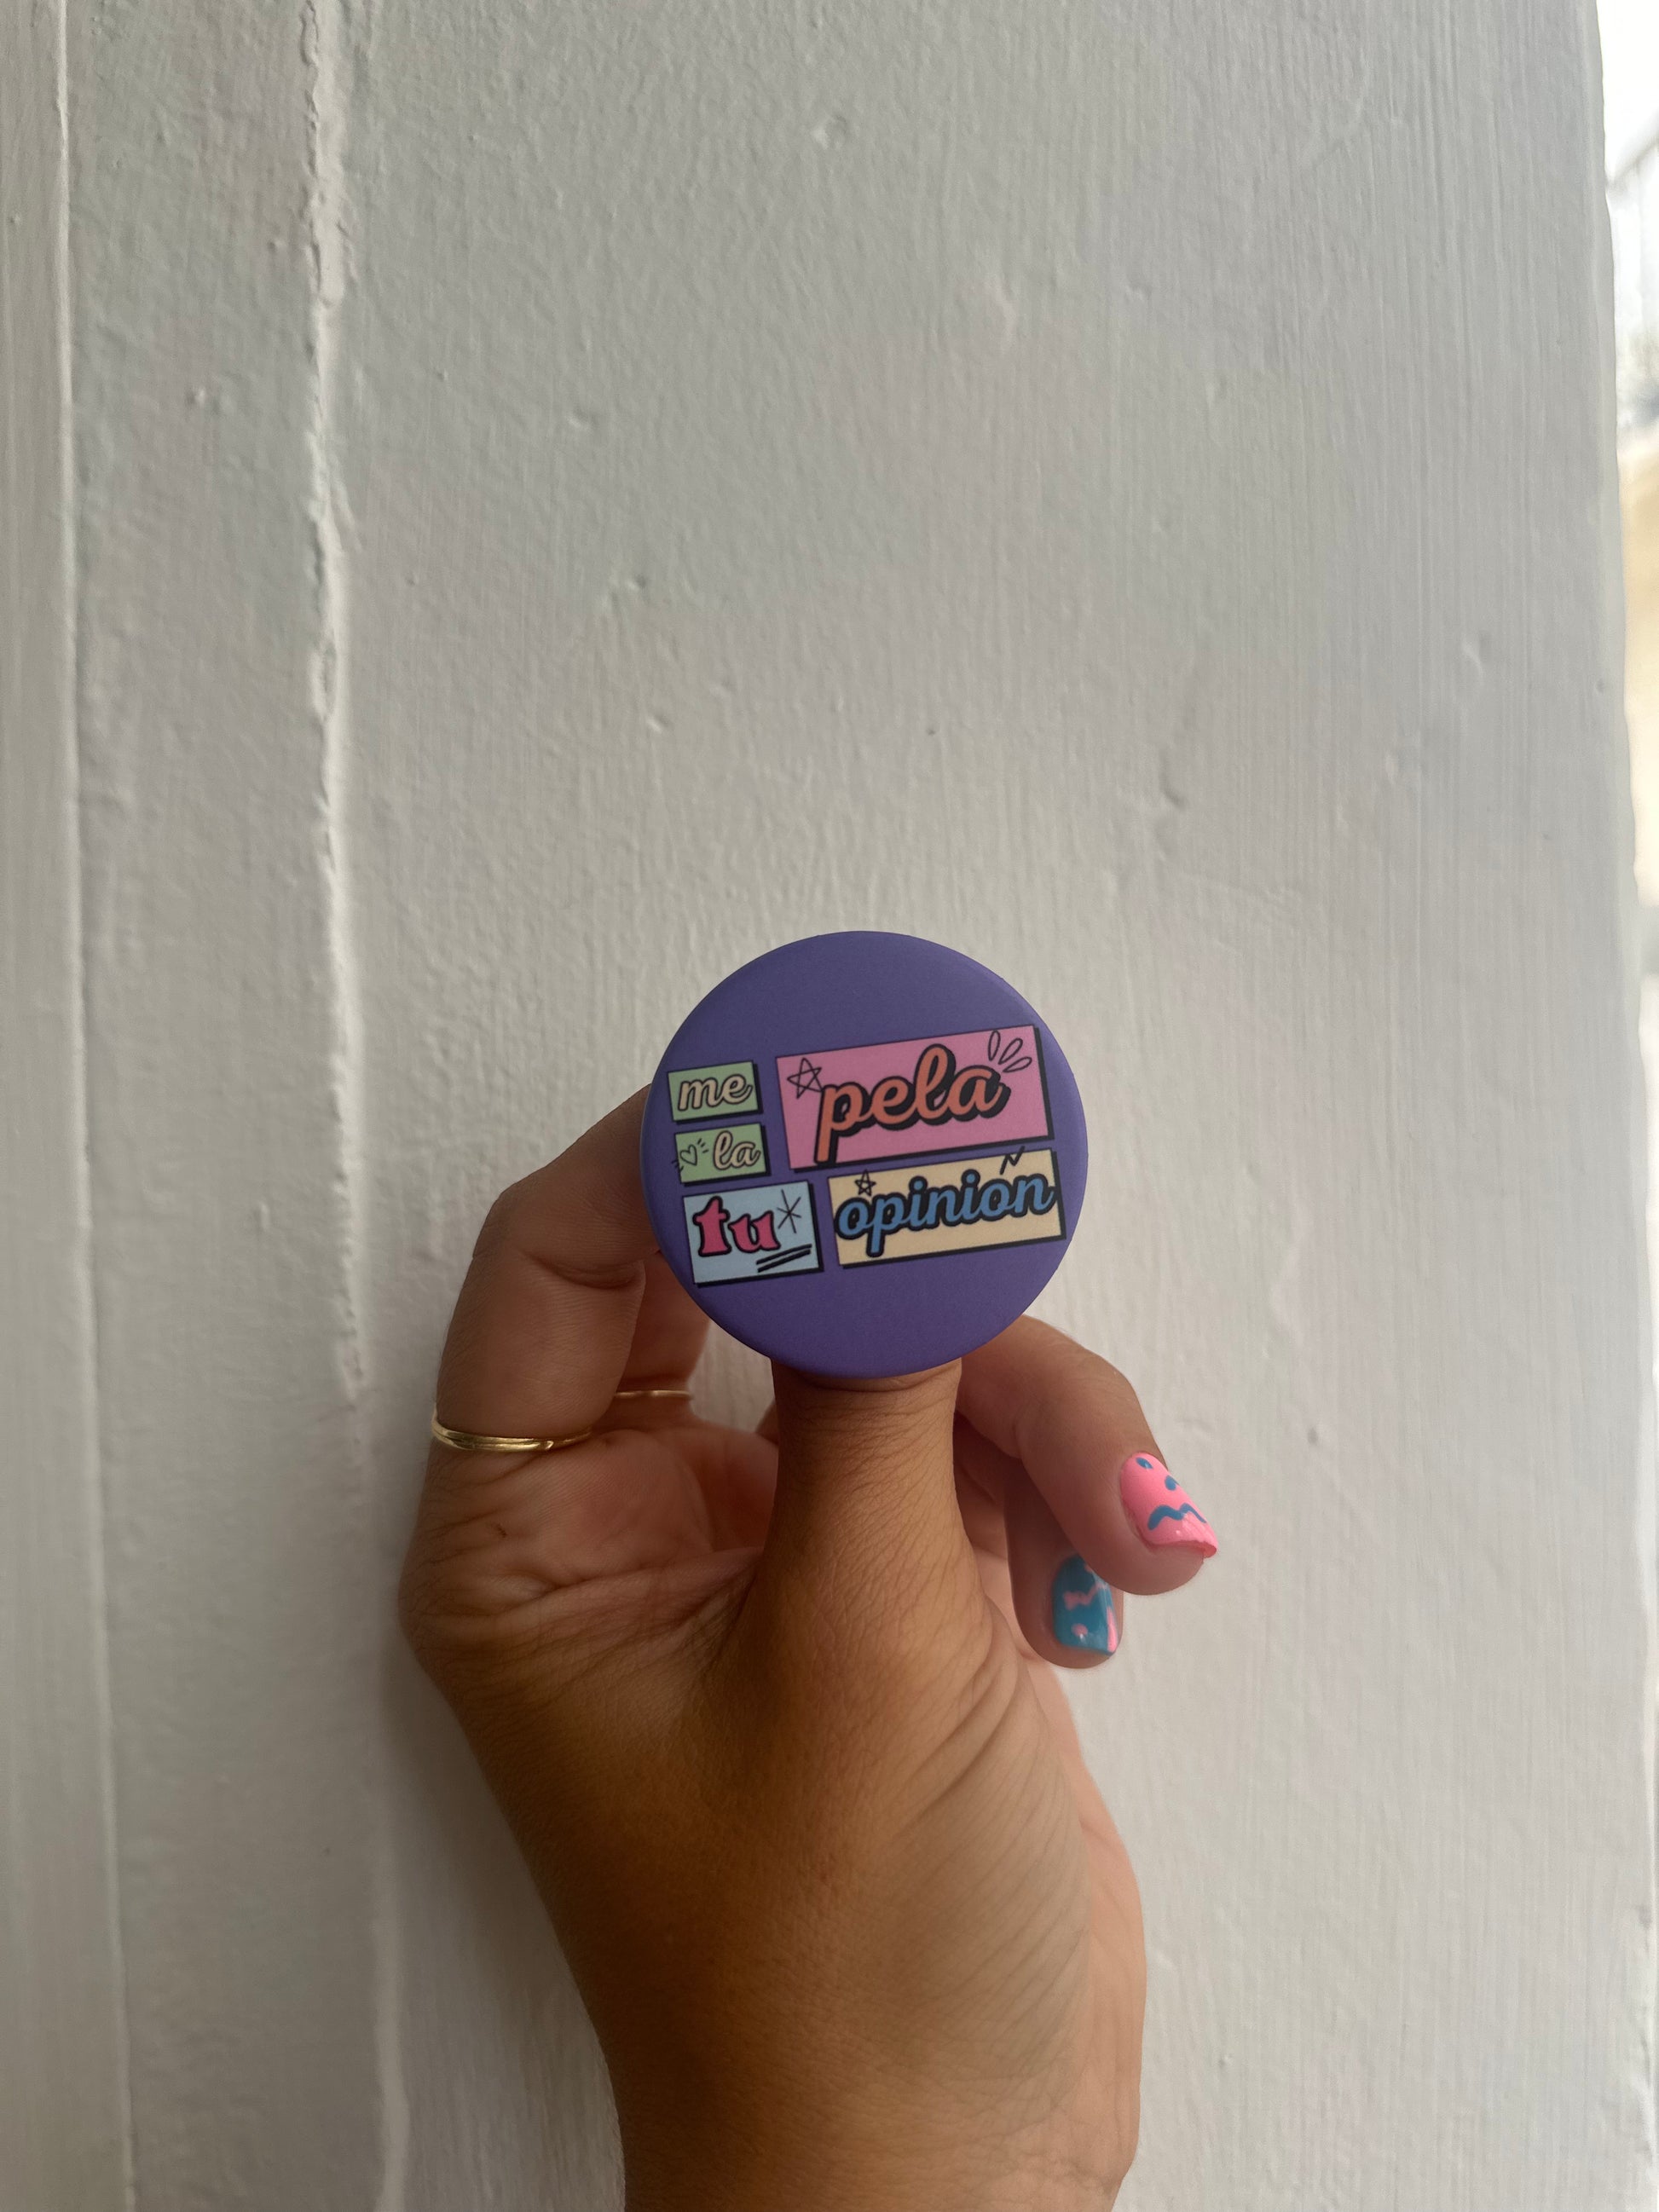 me
la pela
tu opinion